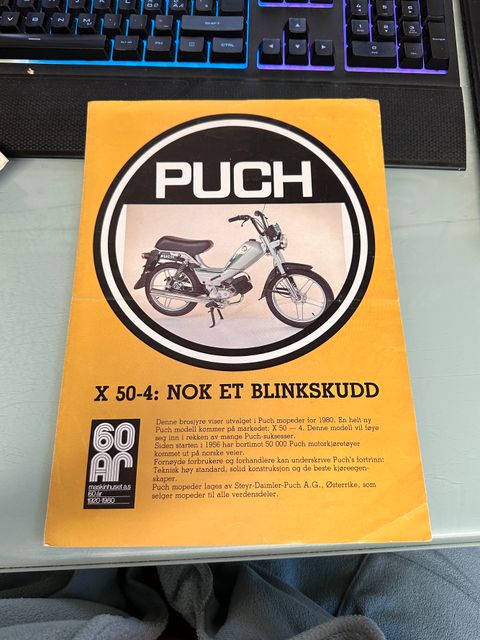 PUCH
PUCH
X 50-4: NOK ET BLINKSKUDD
60
ÅR
maskinhuset a.s
60 år
1920-1980
Denne brosjyre viser utvalget i Puch mopeder for 1980. En helt ny
Puch modell kommer på markedet: X 50 — 4. Denne modell vil føye
seg inn i rekken av mange Puch-suksesser.
Siden starten i 1956 har bortimot 50 000 Puch motorkjøretøyer
kommet ut på norske veier.
Fornøyde forbrukere og forhandlere kan underskrive Puch's fortrinn:
Teknisk høy standard, solid konstruksjon og de beste kjøreegen-
skaper.
Puch mopeder lages av Steyr-Daimler-Puch A.G., Østerrike, som
selger mopeder til alle verdensdeler.